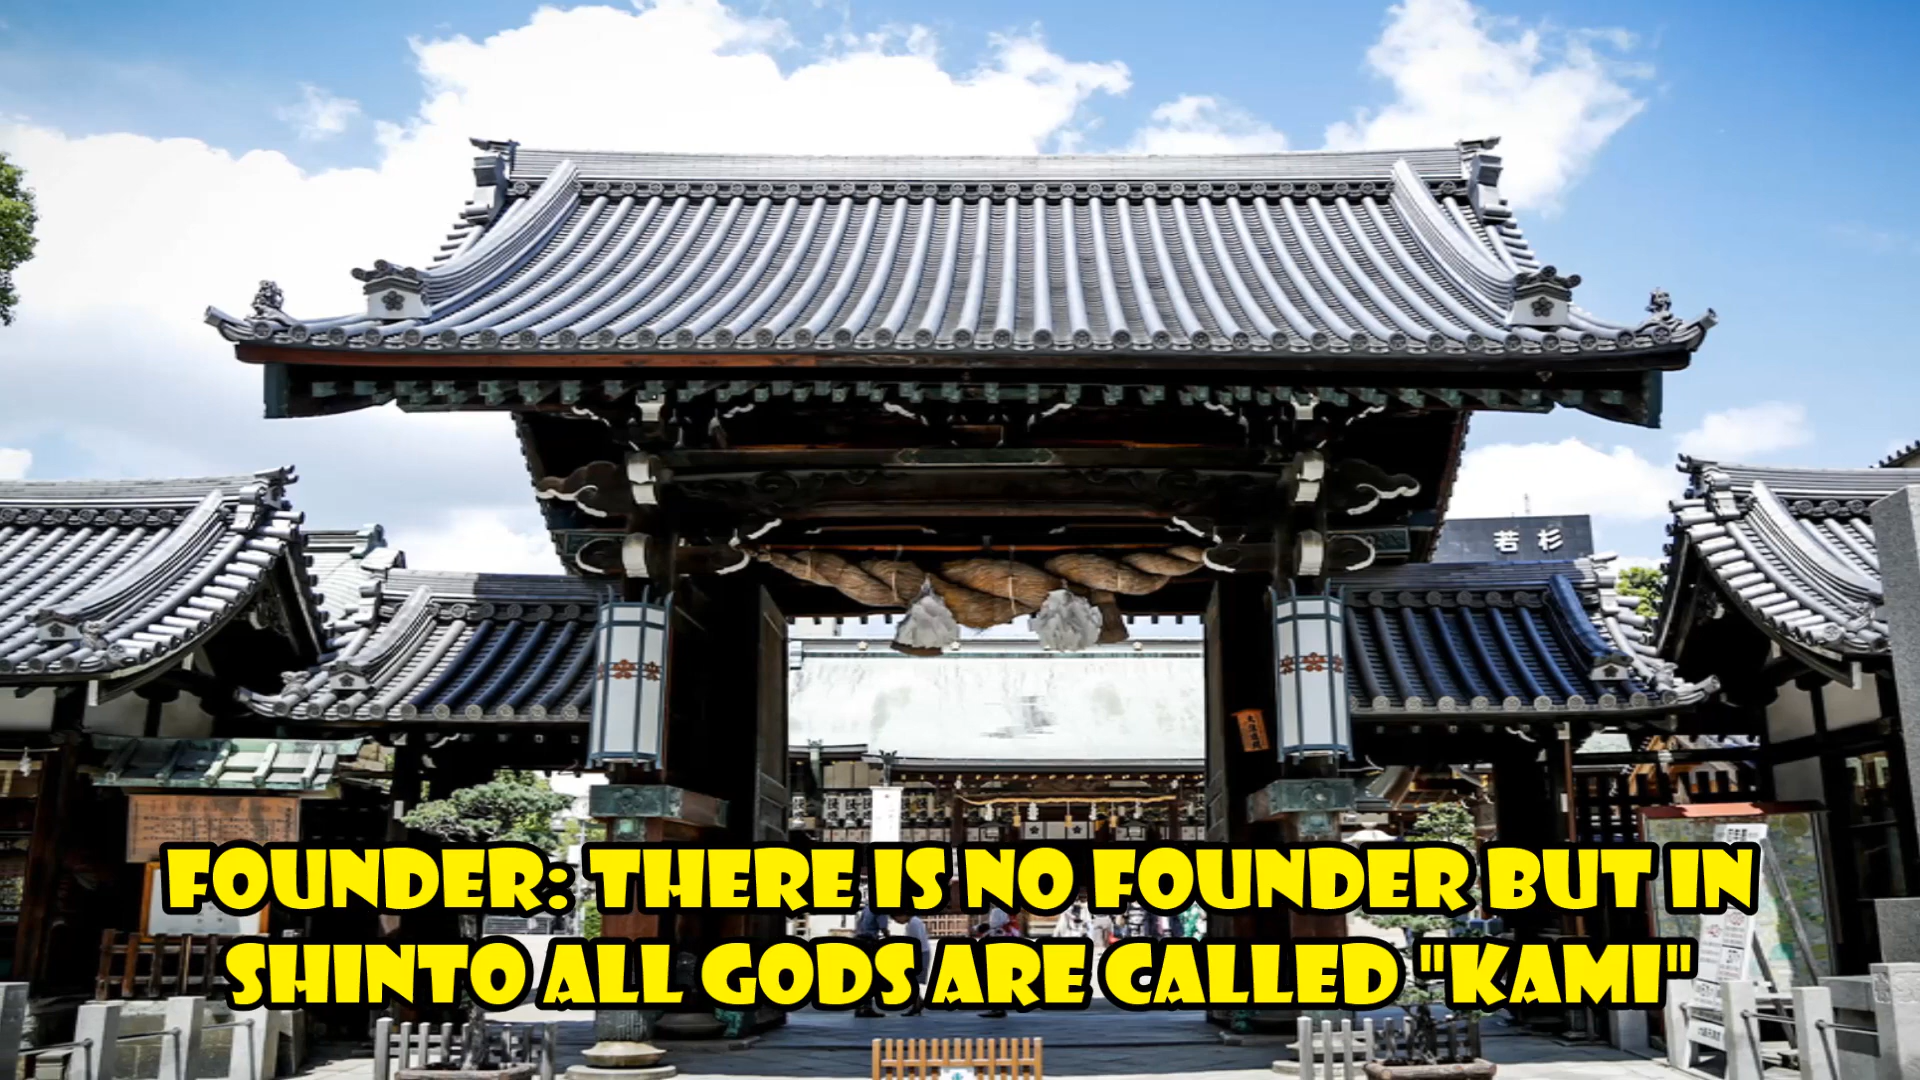 若杉
FOUNDER: THERE IS NO FOUNDER BUT IN
SHINTO ALL GODS ARE CALLED "KAMI"